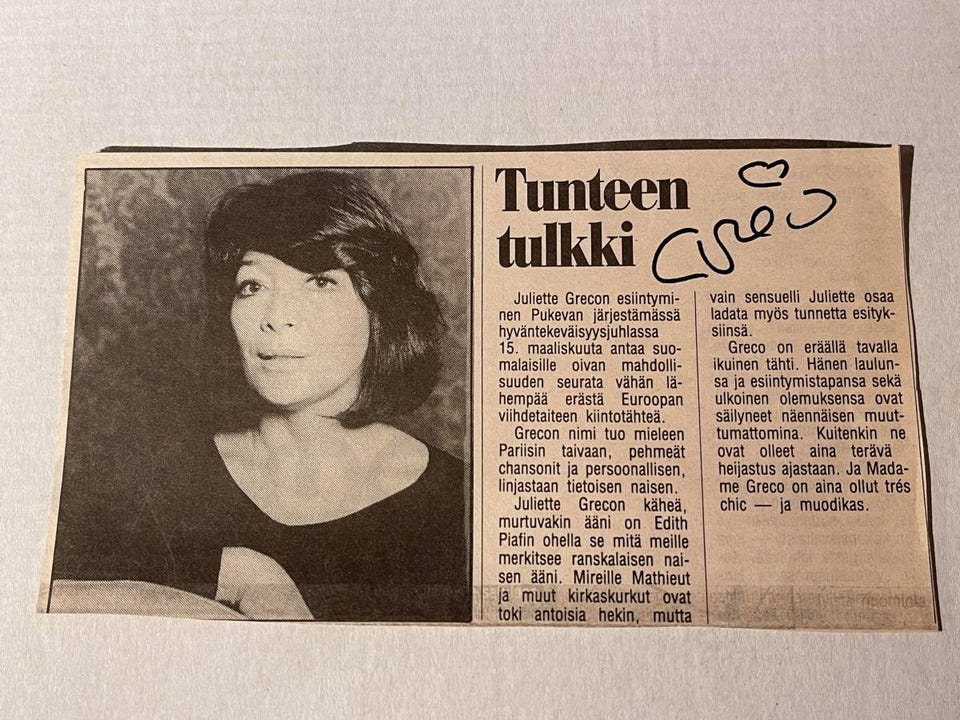 Tunteen
tulkki
Greco
Juliette Grecon esiintymi-
nen Pukevan järjestämässä
hyväntekeväisyysjuhlassa
15. maaliskuuta antaa suo-
malaisille oivan mahdolli-
suuden seurata vähän lä-
hempää erästä Euroopan
viihdetaiteen kiintotähteä.
Grecon nimi tuo mieleen
Pariisin taivaan, pehmeät
chansonit ja persoonallisen,
linjastaan tietoisen naisen.
Juliette Grecon käheä,
murtuvakin ääni on Edith
Piafin ohella se mitä meille
merkitsee ranskalaisen nai-
sen ääni. Mireille Mathieut
ja muut kirkaskurkut ovat
toki antoisia hekin, mutta
vain sensuelli Juliette osaa
ladata myös tunnetta esityk-
siinsä.
Greco on eräällä tavalla
ikuinen tähti. Hänen laulun-
sa ja esiintymistapansa sekä
ulkoinen olemuksensa ovat
säilyneet näennäisen muut-
tumattomina. Kuitenkin ne
ovat olleet aina terävä
heijastus ajastaan. Ja Mada-
me Greco on aina ollut trés
chic — ja muodikas.